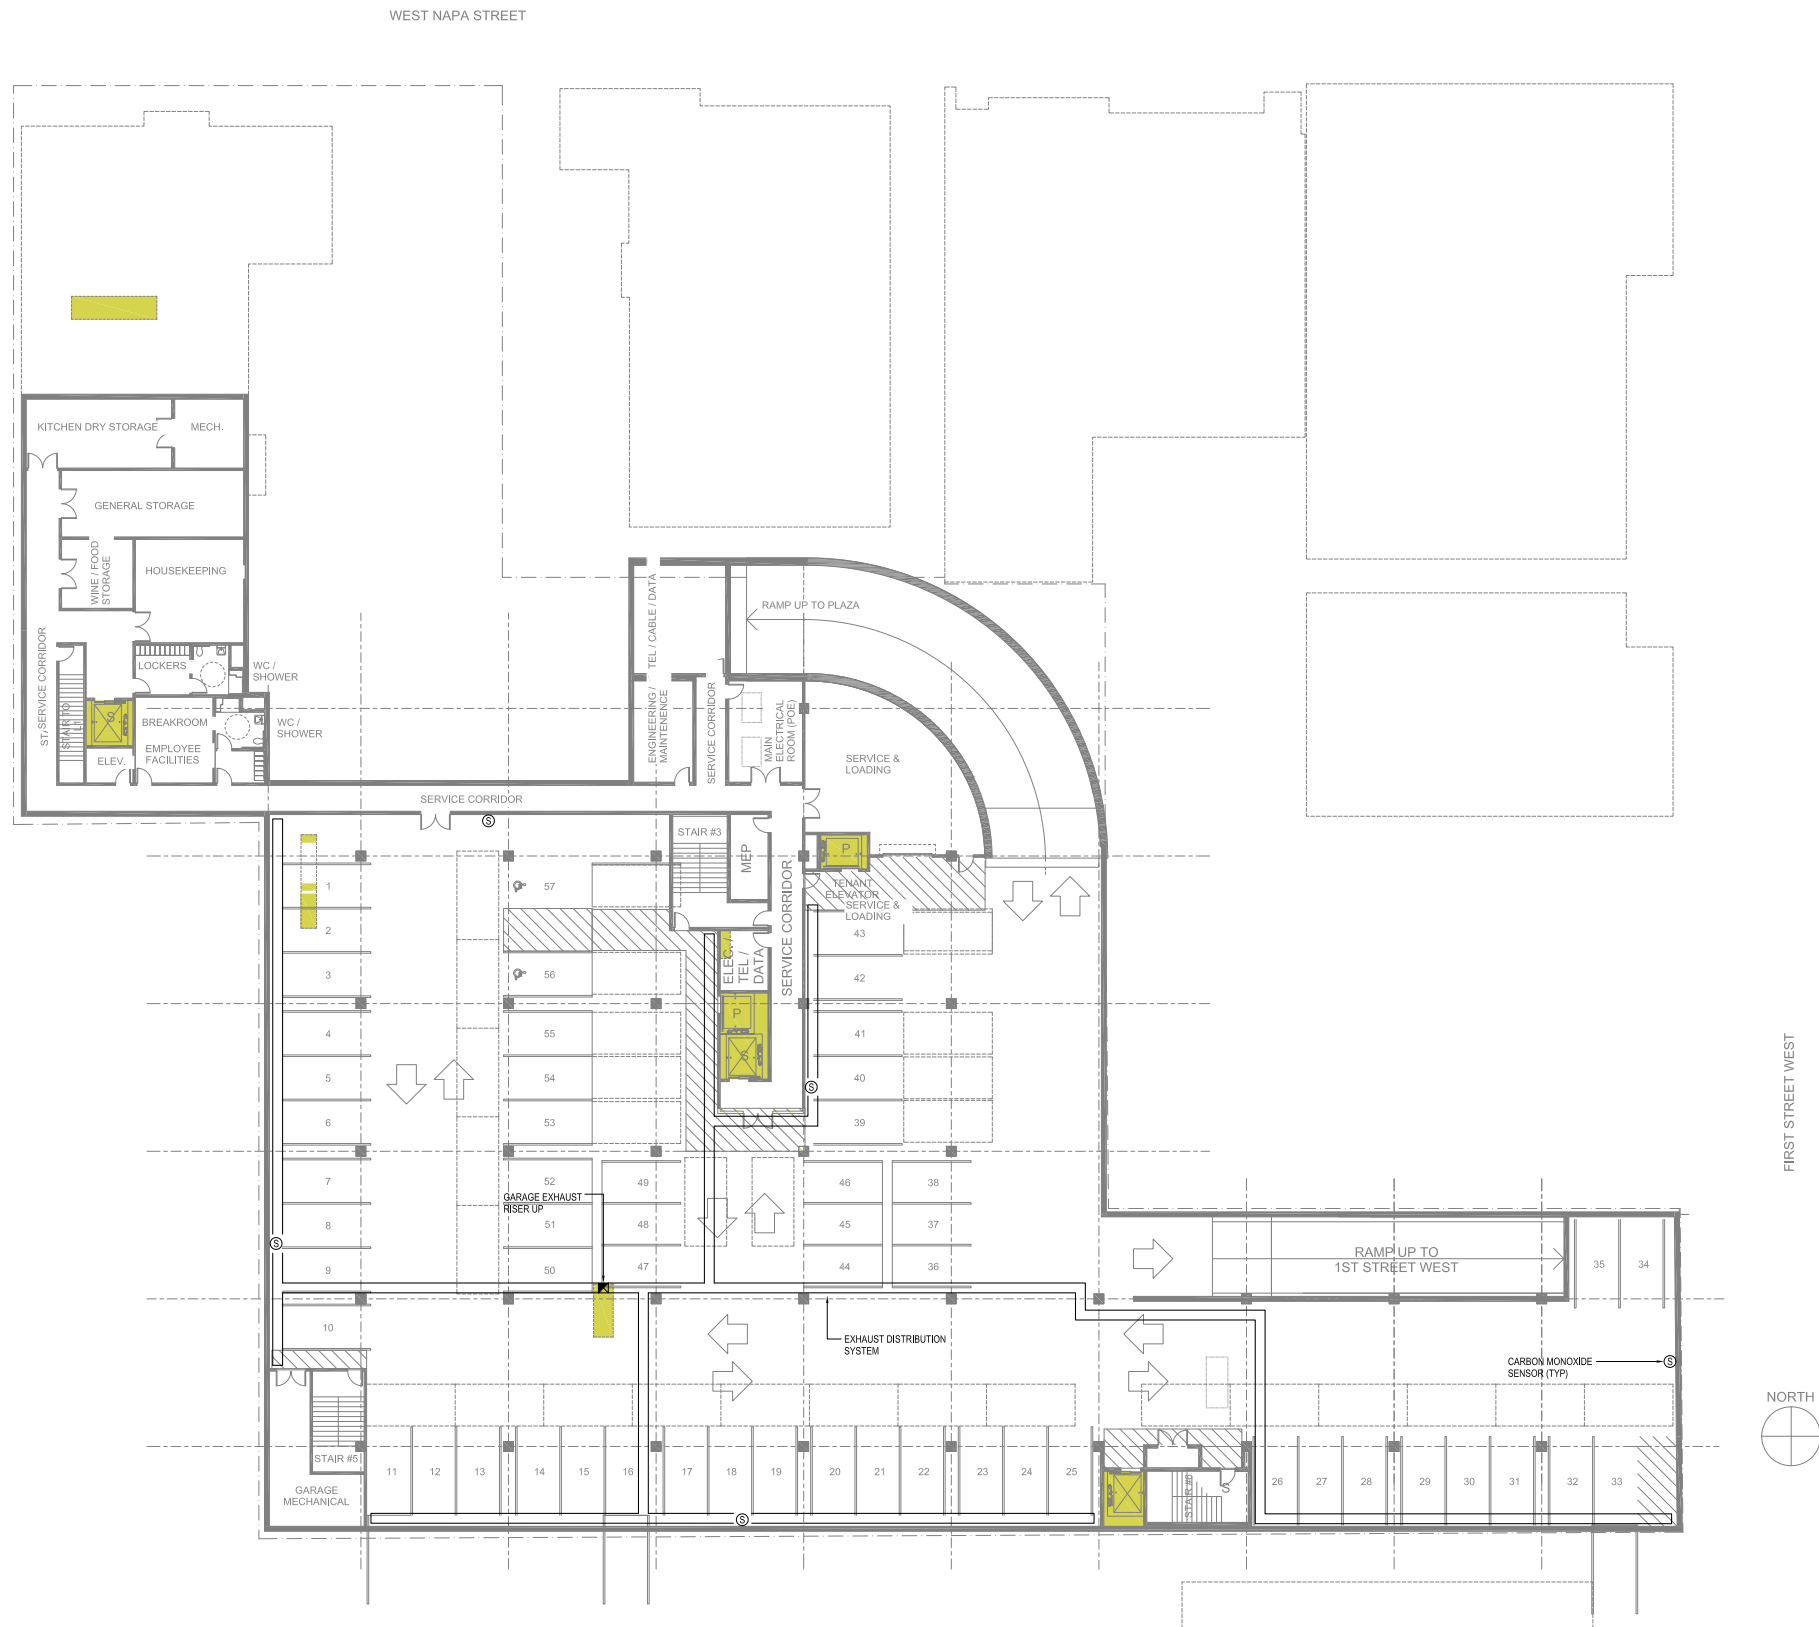 WEST NAPA STREET
KITCHEN DRY STORAGE
MECH.
GENERAL STORAGE
WINE / FOOD
STORAGE
HOUSEKEEPING
SERVICE CORRIDOR
LOCKERS
WC /
SHOWER
STAIR TO
L1
S
BREAKROOM
WC /
SHOWER
EMPLOYEE
FACILITIES
ELEV.
TEL / CABLE / DATA
RAMP UP TO PLAZA
ENGINEERING /
MAINTENENCE
SERVICE CORRIDOR
MAIN
ELECTRICAL
ROOM (POE)
SERVICE &
LOADING
SERVICE CORRIDOR
S
STAIR #3
MEP
SERVICE CORRIDOR
P
TENANT
ELEVATOR
SERVICE &
LOADING
1
57
2
43
3
56
ELEC. /
TEL /
DATA
42
P
S
4
55
41
5
54
40
S
6
53
39
7
52
49
46
38
GARAGE EXHAUST
RISER UP
8
51
48
45
37
S
9
50
47
44
36
RAMP UP TO
1ST STREET WEST
35
34
FIRST STREET WEST
10
EXHAUST DISTRIBUTION
SYSTEM
CARBON MONOXIDE
SENSOR (TYP)
S
NORTH
STAIR #5
GARAGE
MECHANICAL
11
12
13
14
15
16
17
18
19
20
21
22
23
24
25
STAIR #6
S
26
27
28
29
30
31
32
33
S